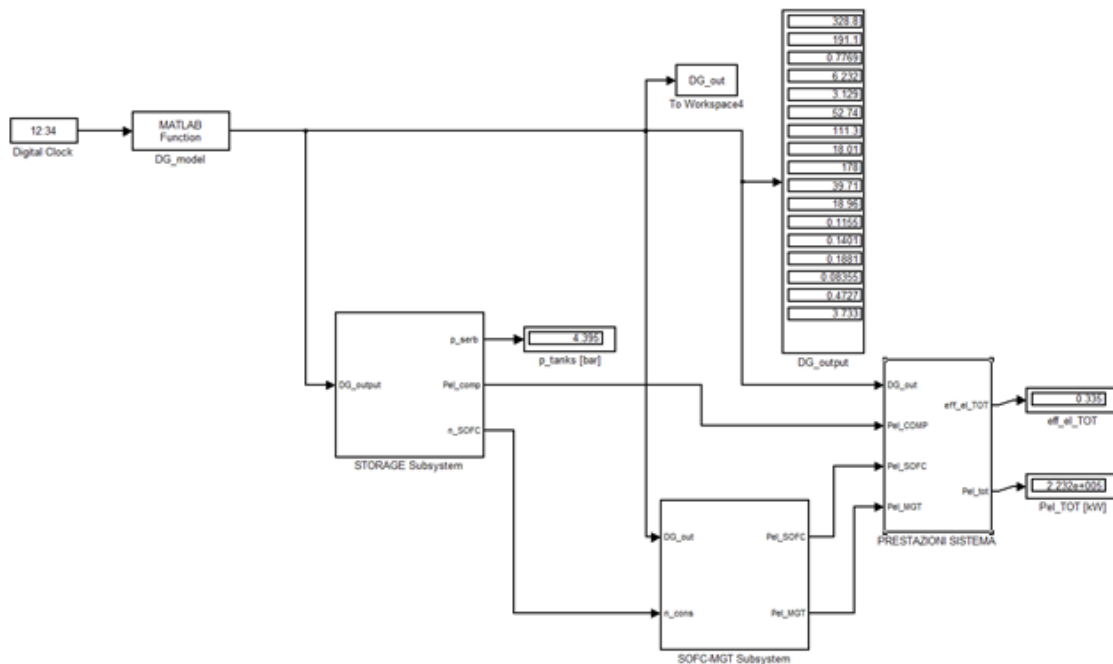 12:34
Digital Clock
MATLAB
Function
DG_model
DG_out
To Workspace4
328.8
191.1
0.7769
6.232
3.129
52.74
111.3
18.01
178
39.71
18.96
0.1155
0.1401
0.1881
0.08355
0.4727
3.733
DG_output
DG_output
p_serb
Pel_comp
n_SOFC
STORAGE Subsystem
4.395
p_tanks [bar]
DG_out
n_cons
Pel_SOFC
Pel_MGT
SOFC-MGT Subsystem
DG_out
Pel_COMP
Pel_SOFC
Pel_MGT
eff_el_TOT
Pel_tot
PRESTAZIONI SISTEMA
0.335
eff_el_TOT
2.232e+005
Pel_TOT [kW]